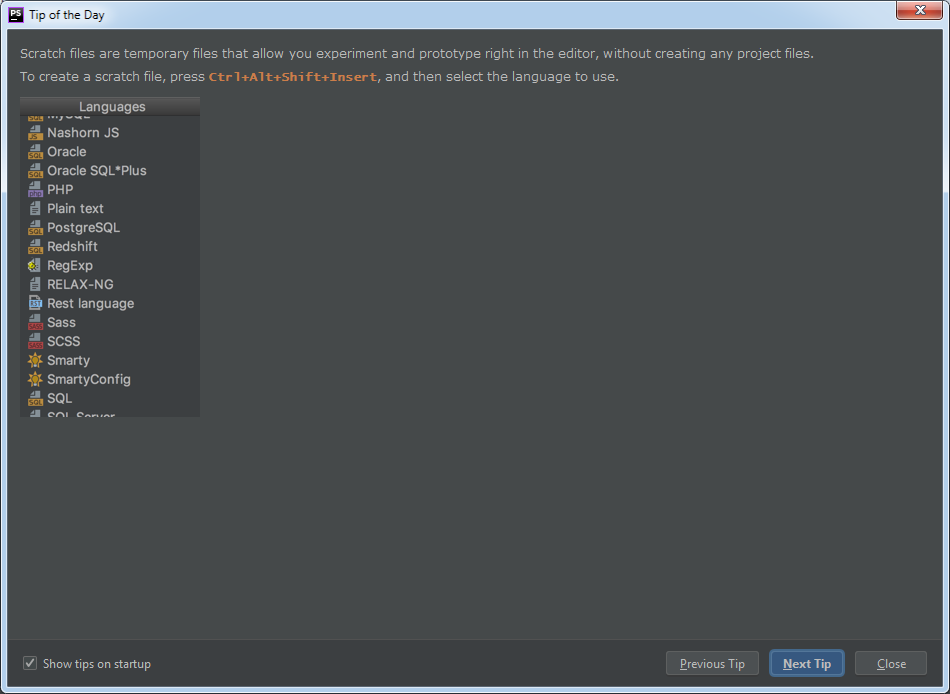 PS Tip of the Day
Scratch files are temporary files that allow you experiment and prototype right in the editor, without creating any project files.
To create a scratch file, press Ctrl+Alt+Shift+Insert, and then select the language to use.
Languages
MySQL
Nashorn JS
Oracle
Oracle SQL*Plus
PHP
Plain text
PostgreSQL
Redshift
RegExp
RELAX-NG
Rest language
Sass
SCSS
Smarty
SmartyConfig
SQL
SQL Server
Show tips on startup
Previous Tip
Next Tip
Close